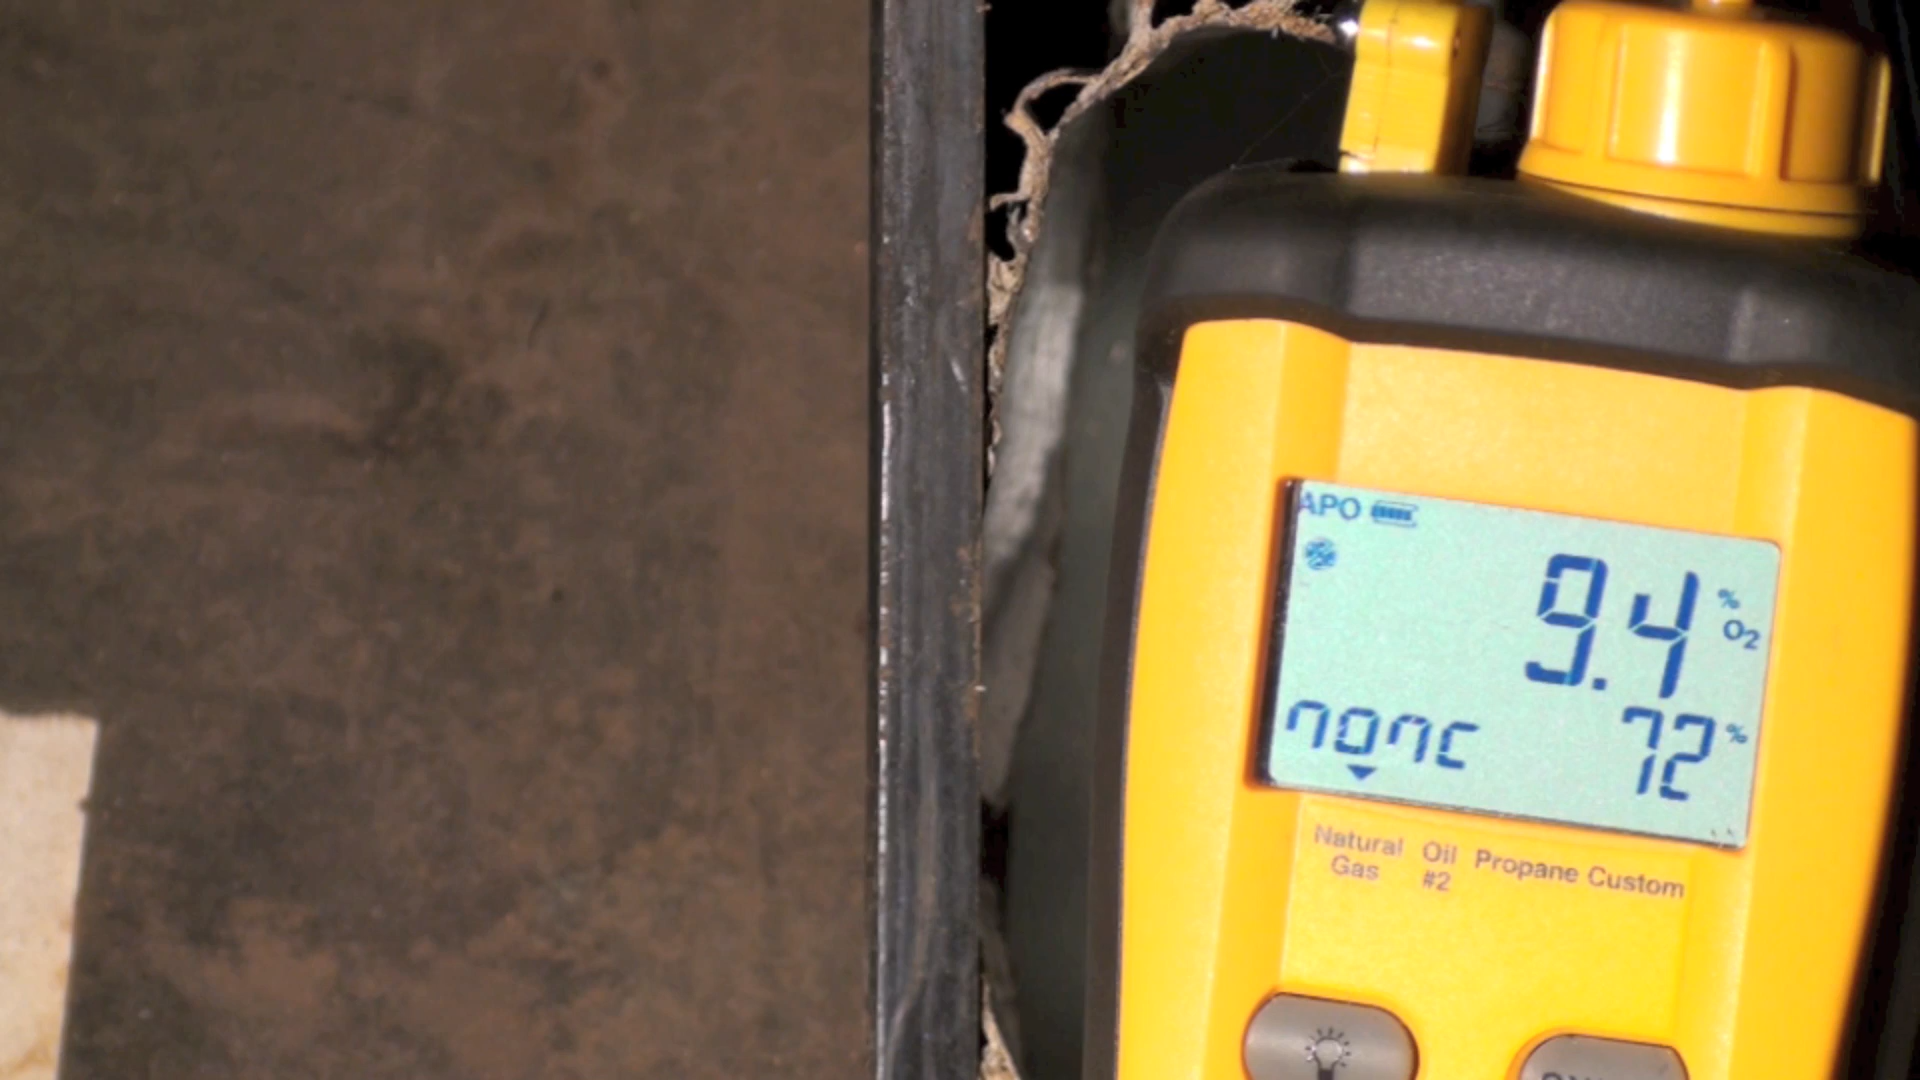 APO
9.4 % O2
nonc 72 %
Natural Oil Propane Custom
Gas #2